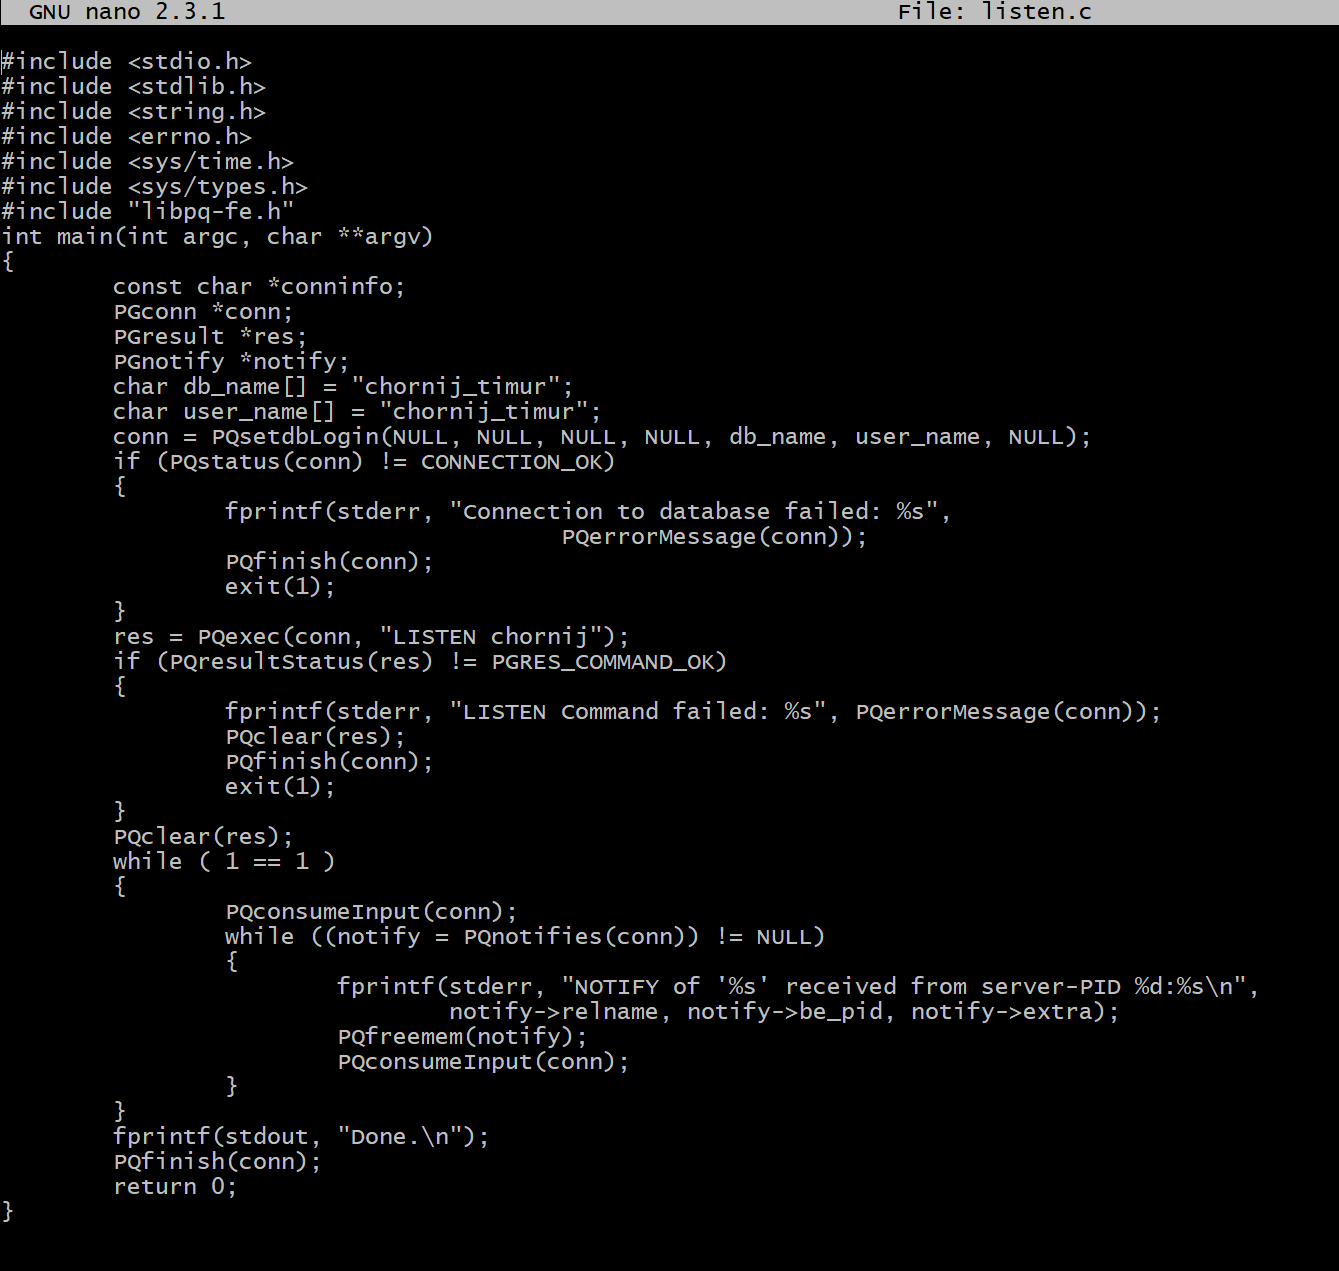 GNU nano 2.3.1 File: listen.c
#include <stdio.h>
#include <stdlib.h>
#include <string.h>
#include <errno.h>
#include <sys/time.h>
#include <sys/types.h>
#include "libpq-fe.h"
int main(int argc, char **argv)
{
        const char *conninfo;
        PGconn *conn;
        PGresult *res;
        PGnotify *notify;
        char db_name[] = "chornij_timur";
        char user_name[] = "chornij_timur";
        conn = PQsetdbLogin(NULL, NULL, NULL, NULL, db_name, user_name, NULL);
        if (PQstatus(conn) != CONNECTION_OK)
        {
                fprintf(stderr, "Connection to database failed: %s",
                                        PQerrorMessage(conn));
                PQfinish(conn);
                exit(1);
        }
        res = PQexec(conn, "LISTEN chornij");
        if (PQresultStatus(res) != PGRES_COMMAND_OK)
        {
                fprintf(stderr, "LISTEN Command failed: %s", PQerrorMessage(conn));
                PQclear(res);
                PQfinish(conn);
                exit(1);
        }
        PQclear(res);
        while ( 1 == 1 )
        {
                PQconsumeInput(conn);
                while ((notify = PQnotifies(conn)) != NULL)
                {
                        fprintf(stderr, "NOTIFY of '%s' received from server-PID %d:%s\n",
                                notify->relname, notify->be_pid, notify->extra);
                        PQfreemem(notify);
                        PQconsumeInput(conn);
                }
        }
        fprintf(stdout, "Done.\n");
        PQfinish(conn);
        return 0;
}